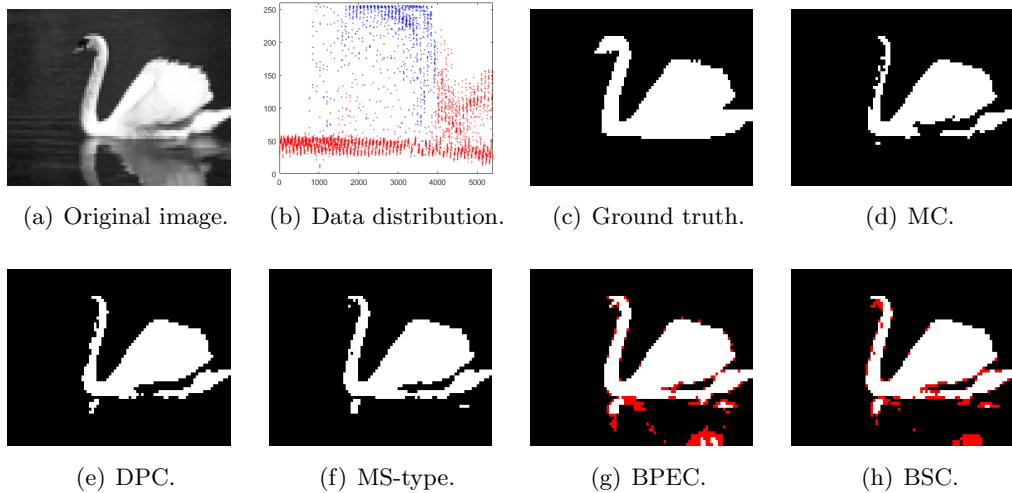 250
200
150
100
50
0
0 1000 2000 3000 4000 5000
(a) Original image. (b) Data distribution. (c) Ground truth. (d) MC.
(e) DPC. (f) MS-type. (g) BPEC. (h) BSC.